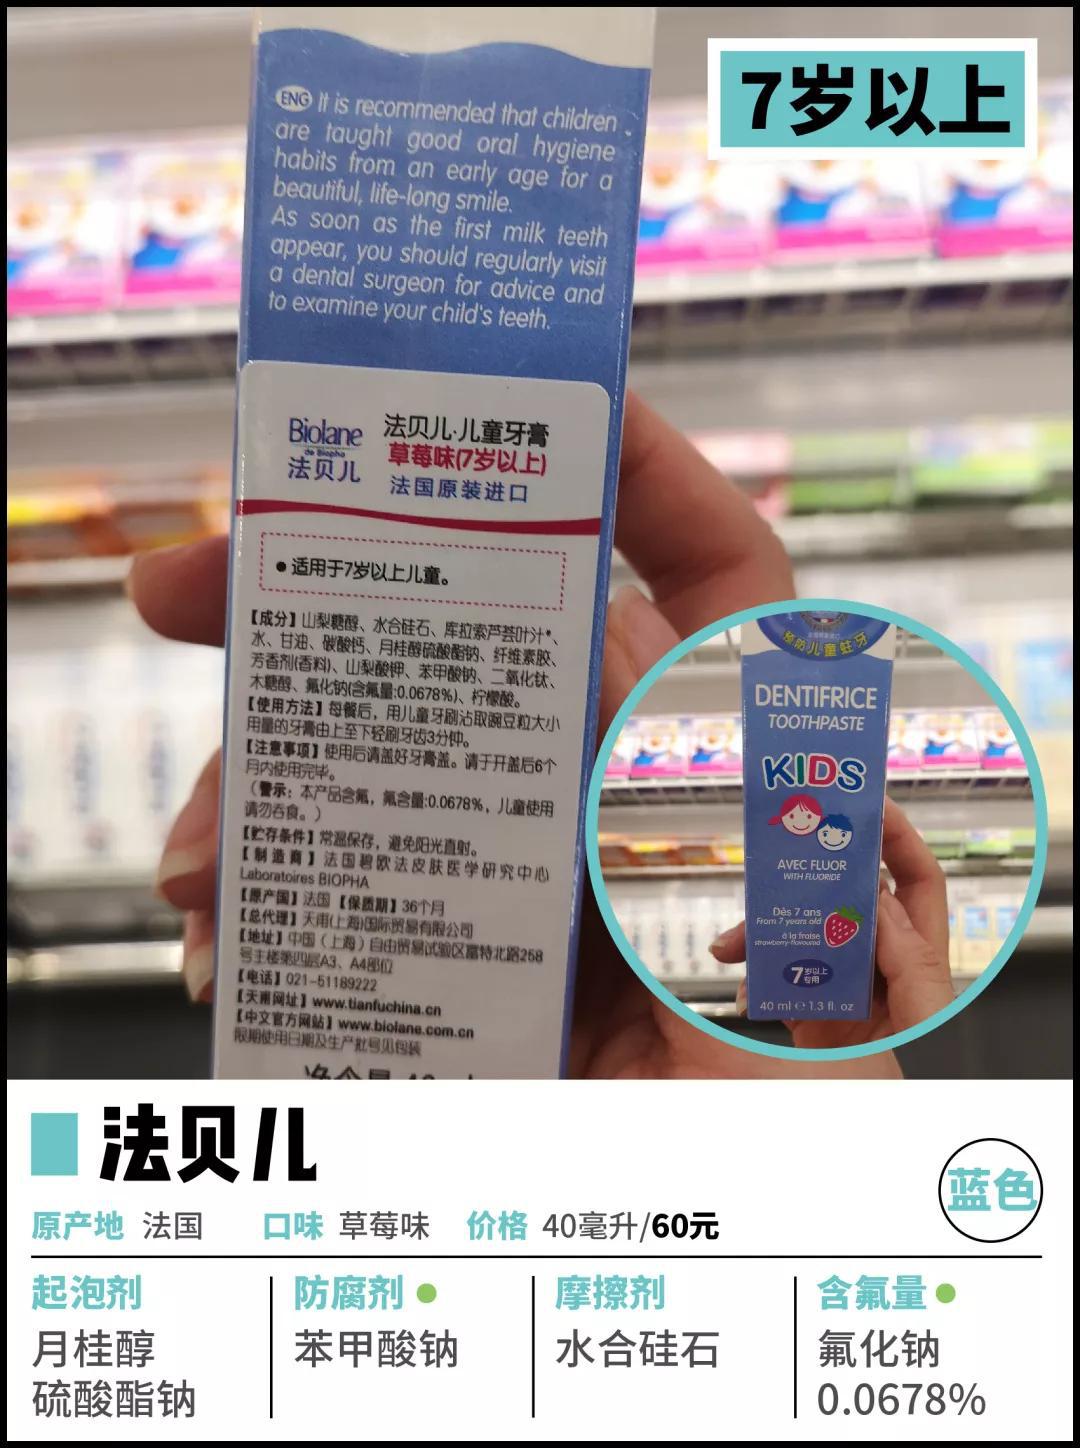 7岁以上
ENG It is recommended that children
are taught good oral hygiene
habits from an early age for a
beautiful, life-long smile.
As soon as the first milk teeth
appear, you should regularly visit
a dental surgeon for advice and
to examine your child's teeth.
Biolane
de Biopha
法贝儿
法贝儿·儿童牙膏
草莓味(7岁以上)
法国原装进口
●适用于7岁以上儿童。
【成分】山梨糖醇、水合硅石、库拉索芦荟叶汁*、
水、甘油、碳酸钙、月桂醇硫酸酯钠、纤维素胶、
芳香剂(香料)、山梨酸钾、苯甲酸钠、二氧化钛、
木糖醇、氟化钠(含氟量:0.0678%)、柠檬酸。
【使用方法】每餐后，用儿童牙刷沾取豌豆粒大小
用量的牙膏由上至下轻刷牙齿3分钟。
【注意事项】使用后请盖好牙膏盖。请于开盖后6个
月内使用完毕。
（警示：本产品含氟，氟含量:0.0678%，儿童使用
请勿吞食。）
【贮存条件】常温保存，避免阳光直射。
【制造商】法国碧欧法皮肤医学研究中心
Laboratoires BIOPHA
【原产国】法国【保质期】36个月
【总代理】天甫(上海)国际贸易有限公司
【地址】中国（上海）自由贸易试验区富特北路258
号主楼第四层A3、A4部位
【电话】021-51189222
【天甫网址】www.tianfuchina.cn
【中文官方网站】www.biolane.com.cn
限期使用日期及生产批号见包装
预防儿童蛀牙
DENTIFRICE
TOOTHPASTE
KIDS
AVEC FLUOR
WITH FLUORIDE
Dès 7 ans
From 7 years old
à la fraise
strawberry-flavoured
7岁以上
专用
40 ml e 1.3 fl. oz
法贝儿
蓝色
原产地 法国 口味 草莓味 价格 40毫升/60元
起泡剂 防腐剂 摩擦剂 含氟量
月桂醇 苯甲酸钠 水合硅石 氟化钠
硫酸酯钠 0.0678%